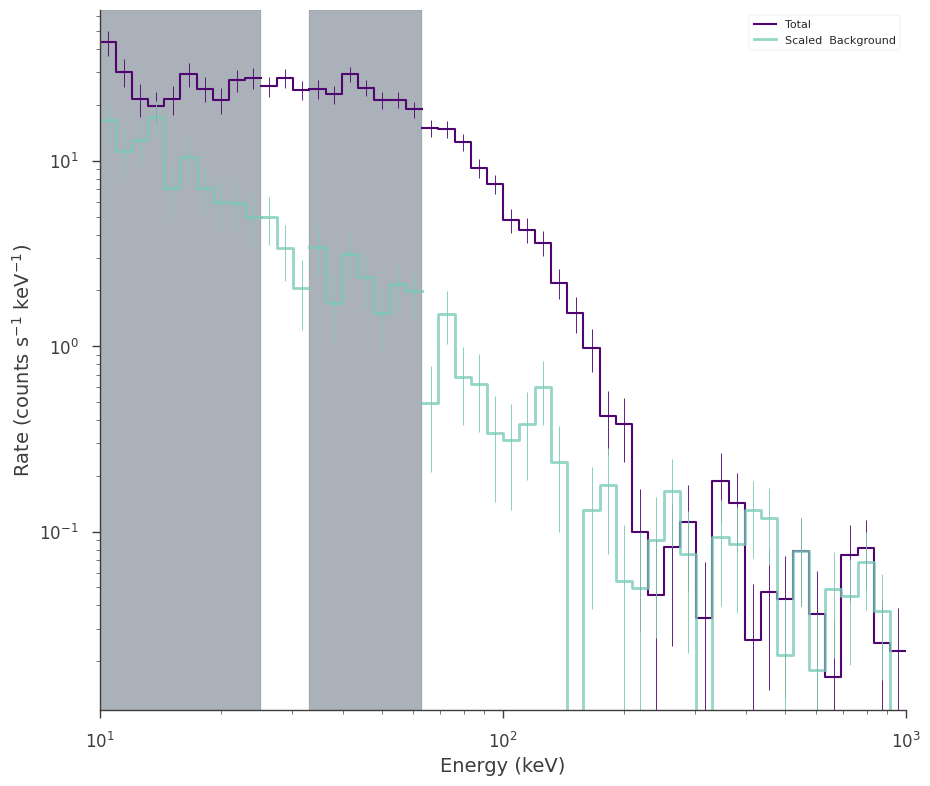 Total
Scaled  Background
Rate (counts s⁻¹ keV⁻¹)
10¹
10⁰
10⁻¹
10¹
10²
10³
Energy (keV)